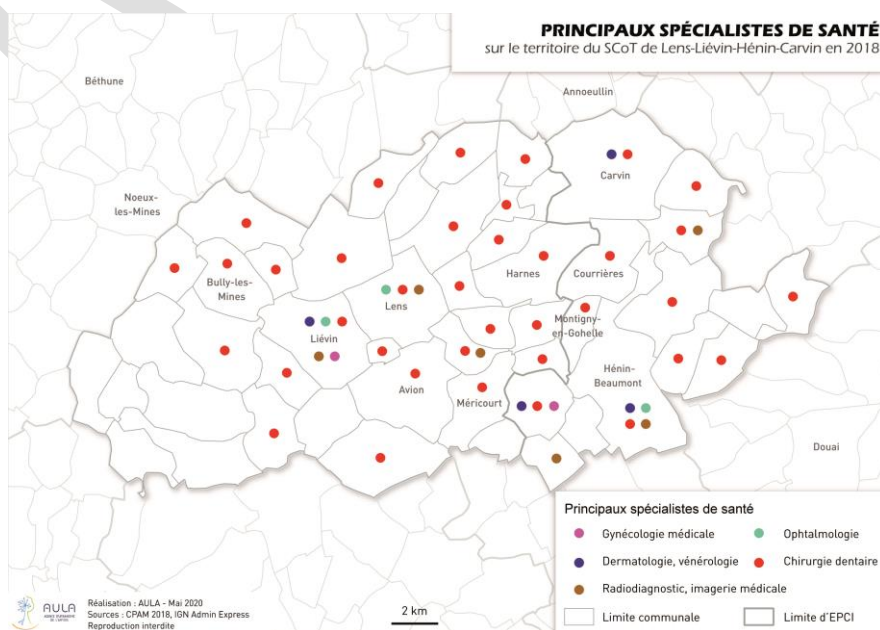 PRINCIPAUX SPÉCIALISTES DE SANTÉ
sur le territoire du SCoT de Lens-Liévin-Hénin-Carvin en 2018
Béthune
Annoeullin
Carvin
Noeux-
les-Mines
Bully-les-
Mines
Harnes
Courrières
Lens
Montigny-
en-Gohelle
Liévin
Hénin-
Beaumont
Avion
Méricourt
Douai
Principaux spécialistes de santé
Gynécologie médicale
Ophtalmologie
Dermatologie, vénérologie
Chirurgie dentaire
Radiodiagnostic, imagerie médicale
Limite communale
Limite d'EPCI
AULA
Réalisation : AULA - Mai 2020
Sources : CPAM 2018, IGN Admin Express
Reproduction interdite
2 km